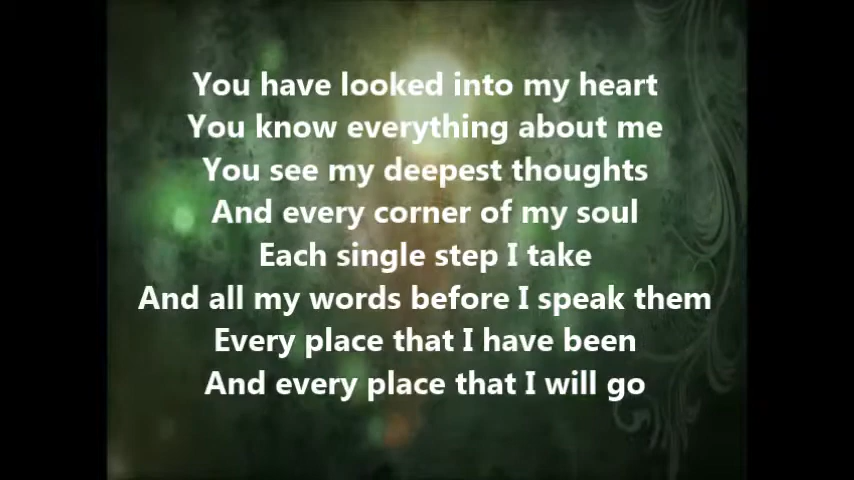 You have looked into my heart
You know everything about me
You see my deepest thoughts
And every corner of my soul
Each single step I take
And all my words before I speak them
Every place that I have been
And every place that I will go